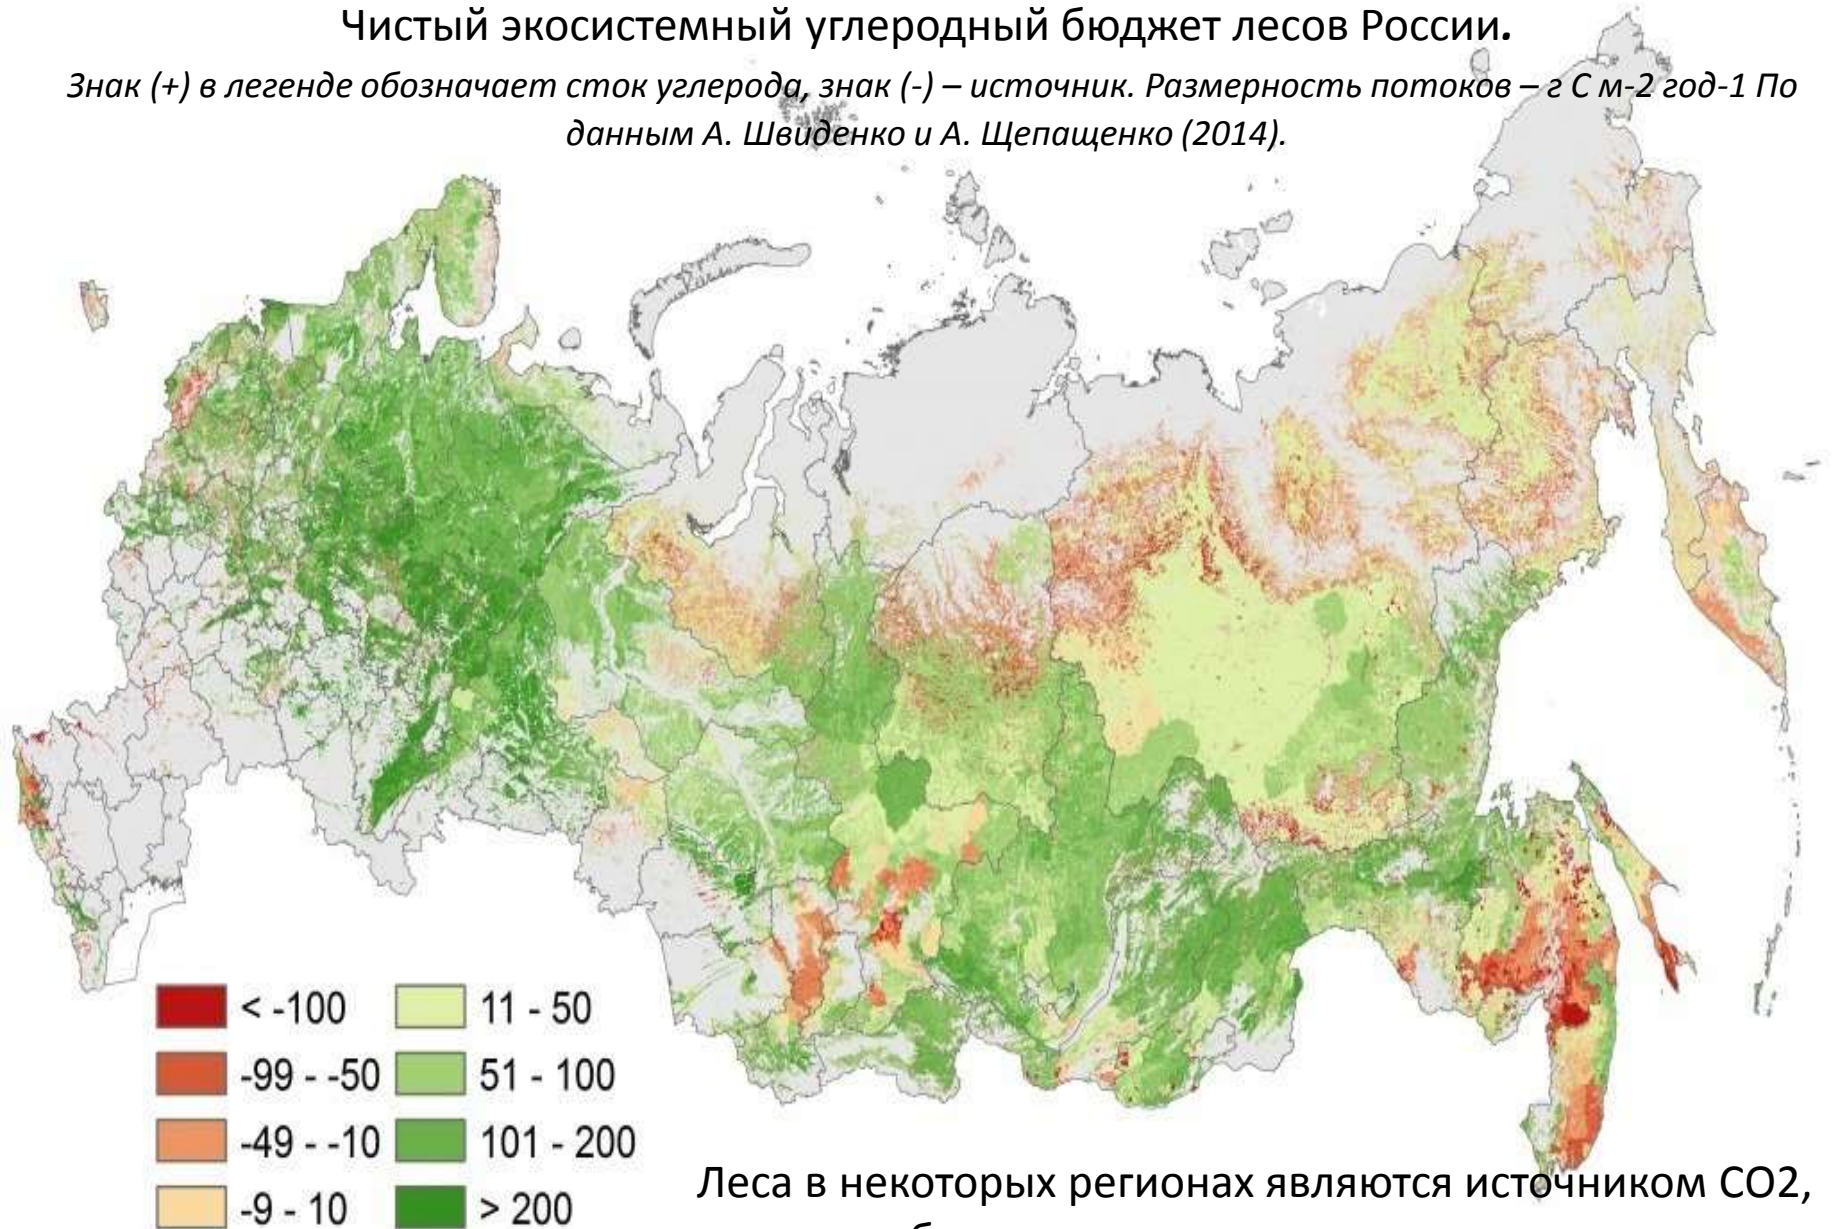 Чистый экосистемный углеродный бюджет лесов России.
Знак (+) в легенде обозначает сток углерода, знак (-) – источник. Размерность потоков – г С м-2 год-1 По
данным А. Швиденко и А. Щепащенко (2014).
< -100
11 - 50
-99 - -50
51 - 100
-49 - -10
101 - 200
-9 - 10
> 200
Леса в некоторых регионах являются источником СО2,